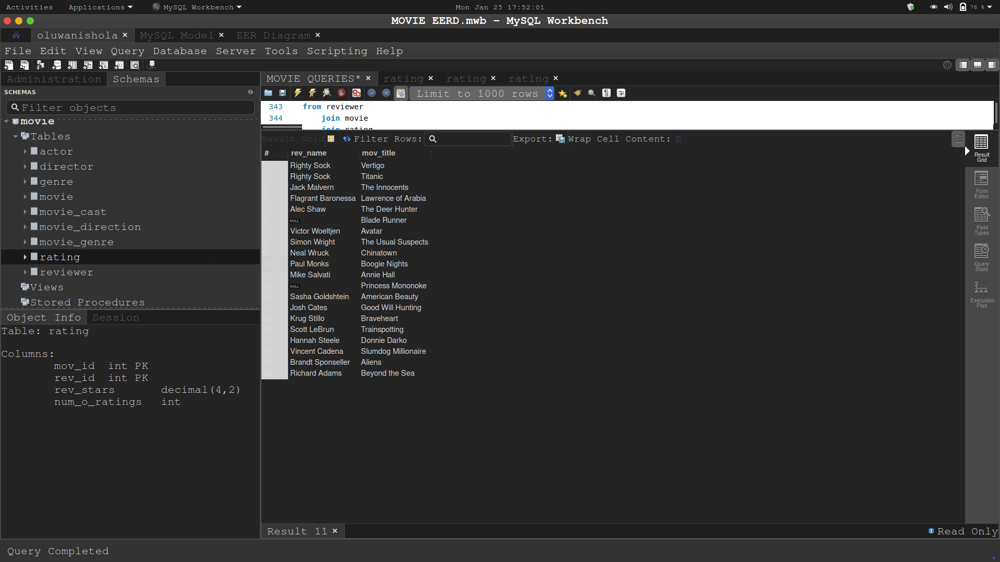 Activities Applications MySQL Workbench Mon Jan 25 17:52:01 76 %
MOVIE EERD.mwb - MySQL Workbench
oluwanishola MySQL Model EER Diagram
File Edit View Query Database Server Tools Scripting Help
Administration Schemas
MOVIE QUERIES* rating rating rating
SCHEMAS
Limit to 1000 rows
Filter objects
movie
Tables
actor
director
genre
movie
movie_cast
movie_direction
movie_genre
rating
reviewer
Views
Stored Procedures
Object Info Session
Table: rating
Columns:
mov_id int PK
rev_id int PK
rev_stars decimal(4,2)
num_o_ratings int
343 from reviewer
344 join movie
join rating
Result Grid Filter Rows: Export: Wrap Cell Content:
# rev_name mov_title
1 Righty Sock Vertigo
2 Righty Sock Titanic
3 Jack Malvern The Innocents
4 Flagrant Baronessa Lawrence of Arabia
5 Alec Shaw The Deer Hunter
6 NULL Blade Runner
7 Victor Woeltjen Avatar
8 Simon Wright The Usual Suspects
9 Neal Wruck Chinatown
10 Paul Monks Boogie Nights
11 Mike Salvati Annie Hall
12 NULL Princess Mononoke
13 Sasha Goldshtein American Beauty
14 Josh Cates Good Will Hunting
15 Krug Stillo Braveheart
16 Scott LeBrun Trainspotting
17 Hannah Steele Donnie Darko
18 Vincent Cadena Slumdog Millionaire
19 Brandt Sponseller Aliens
20 Richard Adams Beyond the Sea
Result
Grid
Form
Editor
Field
Types
Query
Stats
Execution
Plan
Result 11 Read Only
Query Completed